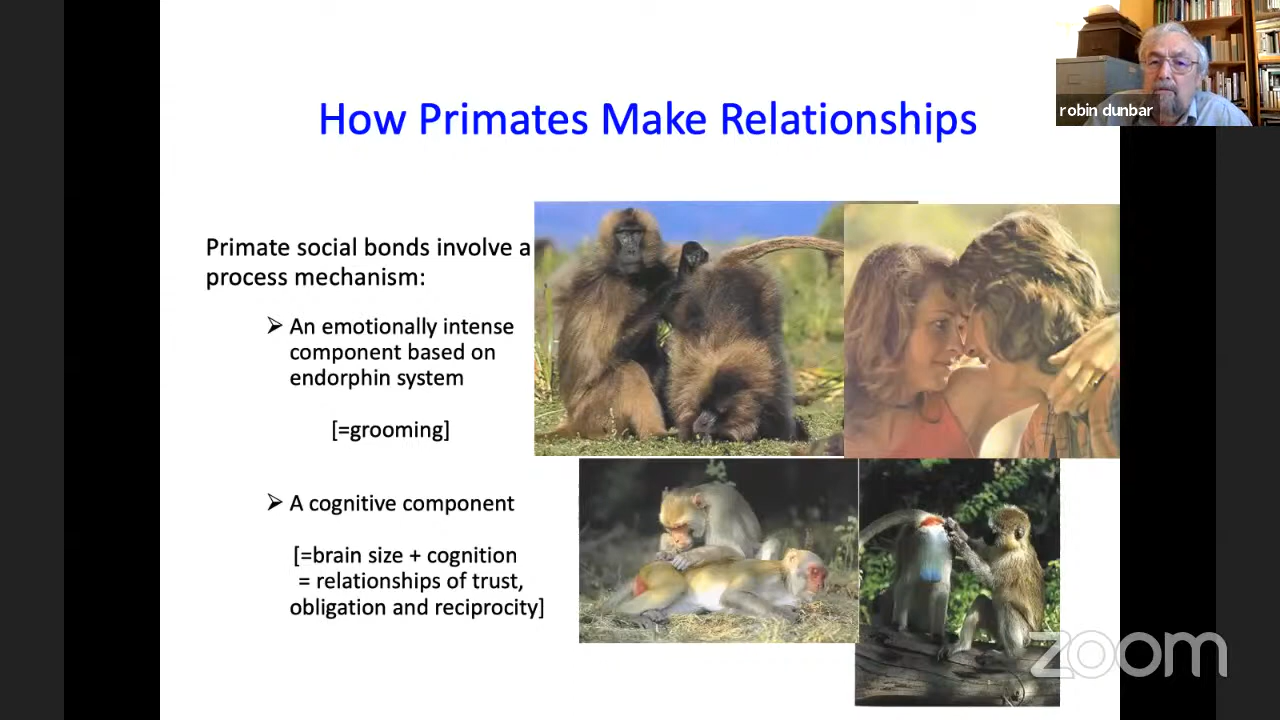 robin dunbar
How Primates Make Relationships
Primate social bonds involve a
process mechanism:
➢ An emotionally intense
component based on
endorphin system
[=grooming]
➢ A cognitive component
[=brain size + cognition
= relationships of trust,
obligation and reciprocity]
zoom